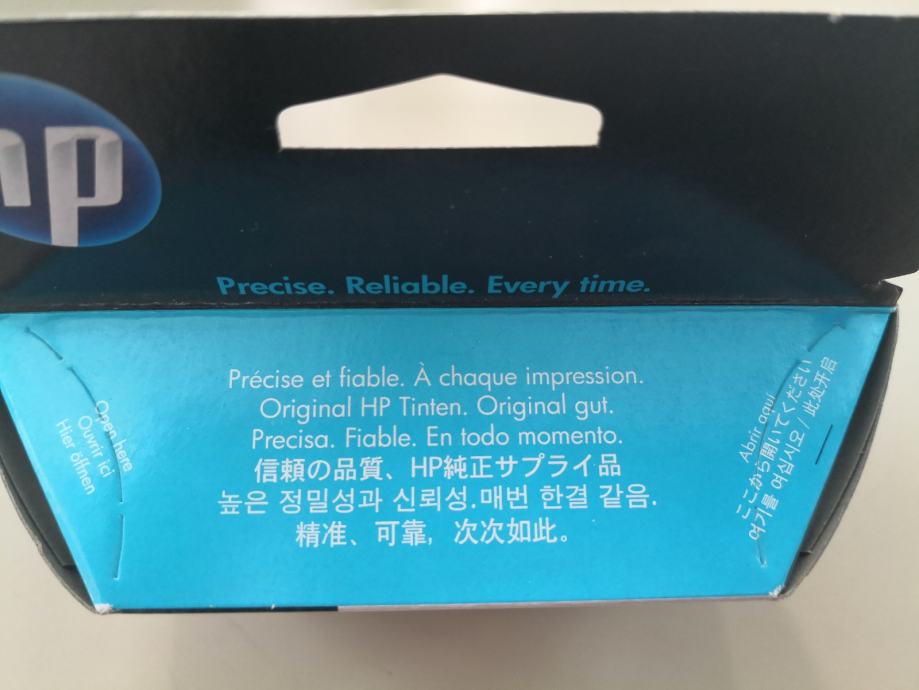 hp
Precise. Reliable. Every time.
Précise et fiable. À chaque impression.
Original HP Tinten. Original gut.
Precisa. Fiable. En todo momento.
信頼の品質、HP純正サプライ品
높은 정밀성과 신뢰성.매번 한결 같음.
精准、可靠，次次如此。
Open here
Ouvrir ici
Hier öffnen
Abrir aquí
ここから開いてください
여기를 여십시오 / 此处开启